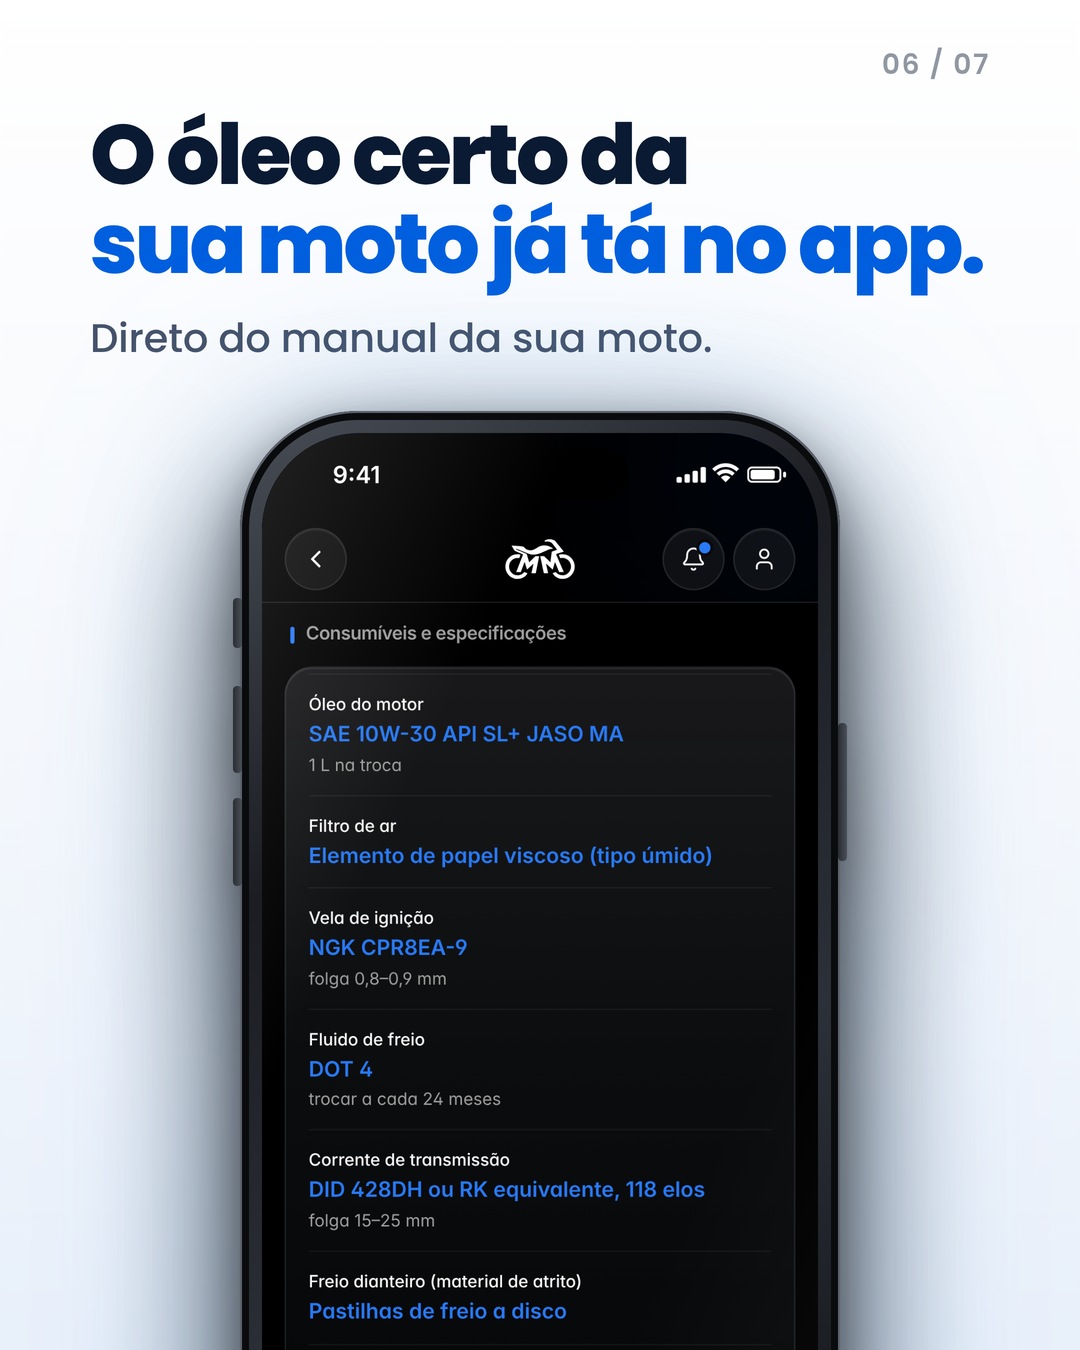 06 / 07
O óleo certo da
sua moto já tá no app.
Direto do manual da sua moto.
9:41
MM
Consumíveis e especificações
Óleo do motor
SAE 10W-30 API SL+ JASO MA
1 L na troca
Filtro de ar
Elemento de papel viscoso (tipo úmido)
Vela de ignição
NGK CPR8EA-9
folga 0,8–0,9 mm
Fluido de freio
DOT 4
trocar a cada 24 meses
Corrente de transmissão
DID 428DH ou RK equivalente, 118 elos
folga 15–25 mm
Freio dianteiro (material de atrito)
Pastilhas de freio a disco